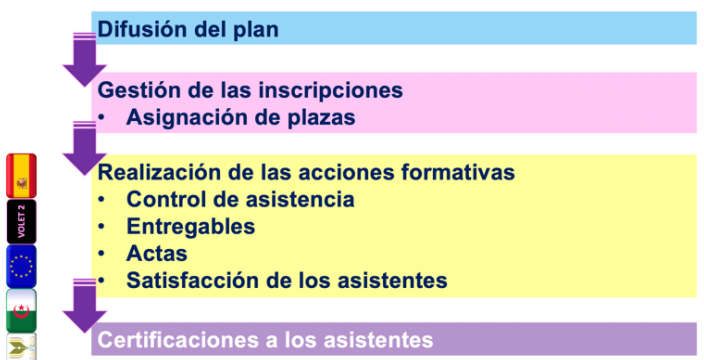 Difusión del plan
Gestión de las inscripciones
• Asignación de plazas
Realización de las acciones formativas
• Control de asistencia
• Entregables
• Actas
• Satisfacción de los asistentes
Certificaciones a los asistentes
VOLET 2